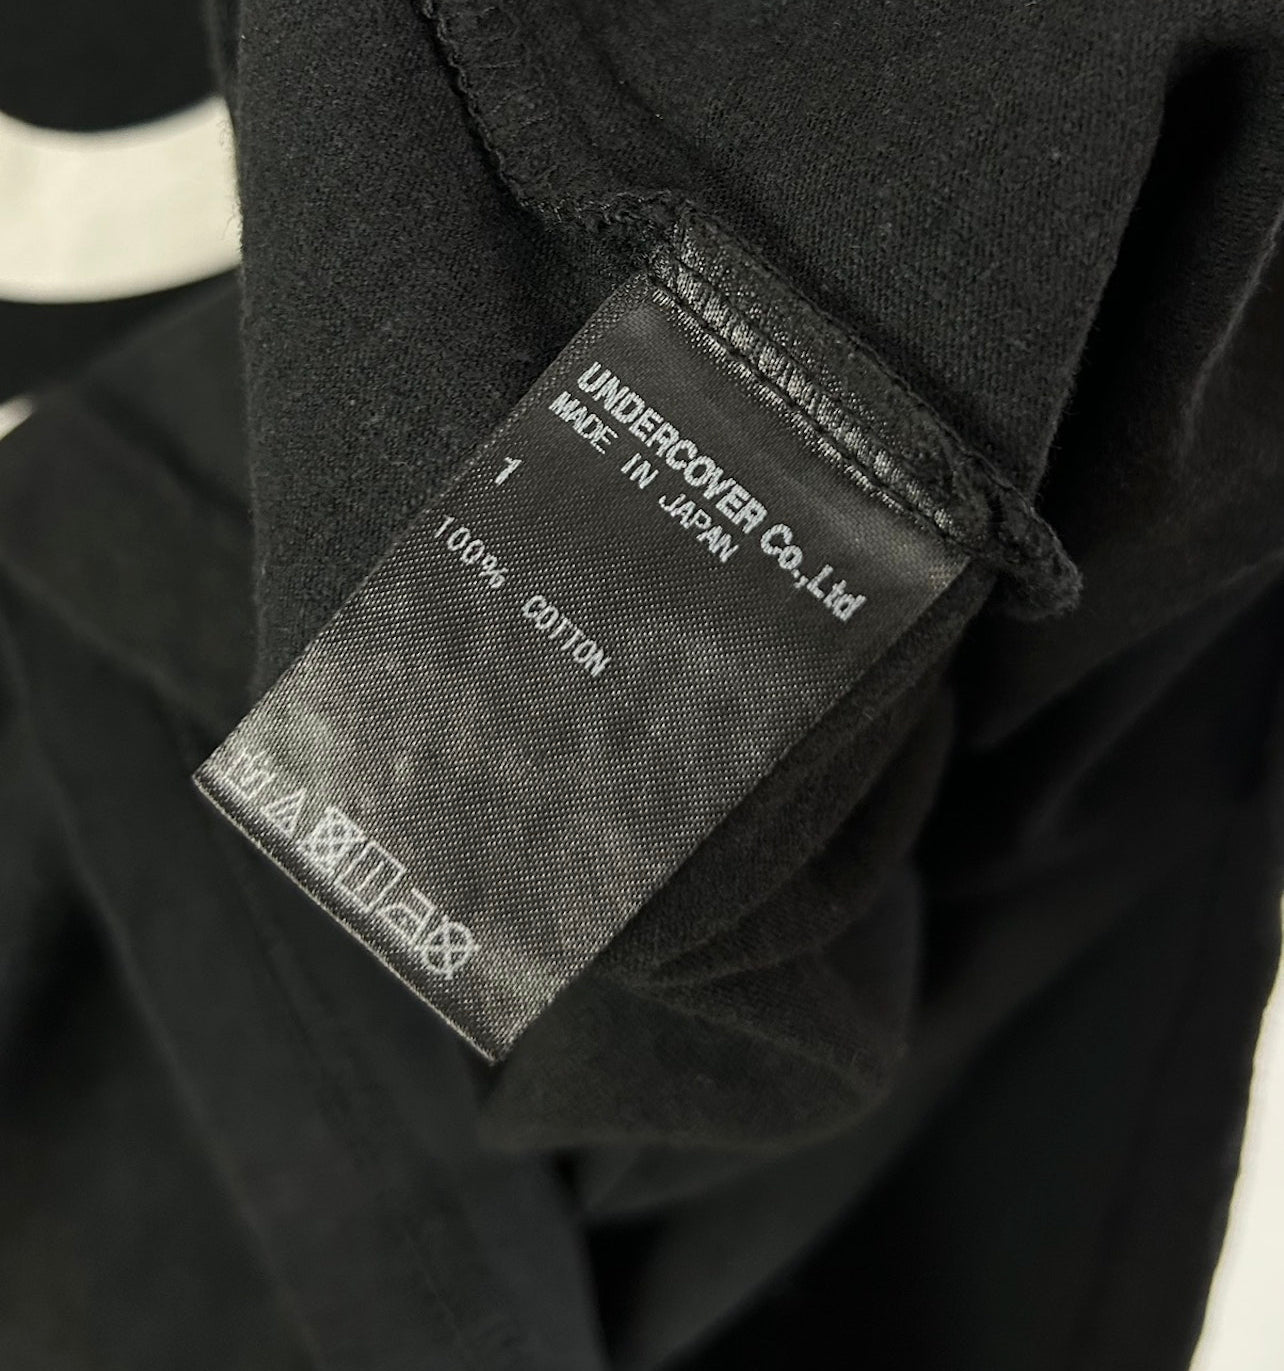 UNDERCOVER Co.,Ltd
MADE IN JAPAN
1
100% COTTON